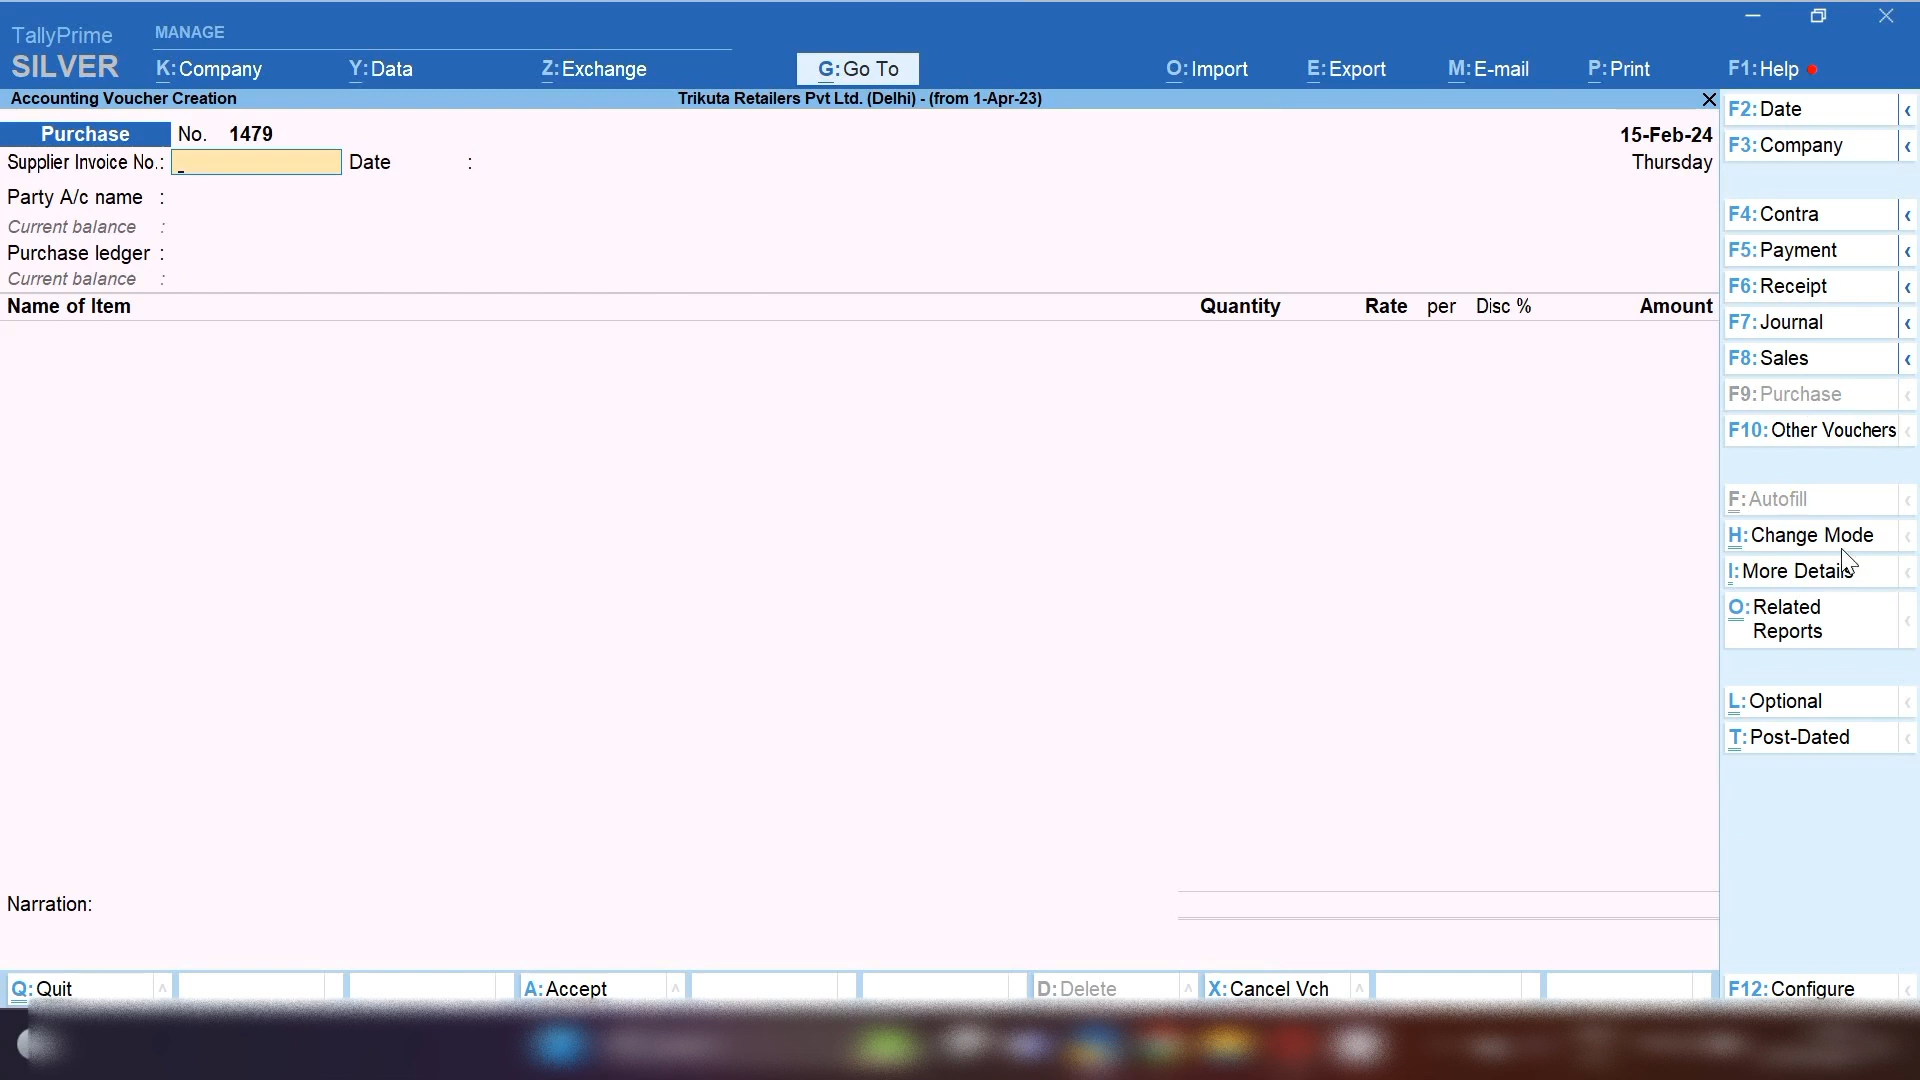 TallyPrime
SILVER
MANAGE
K:Company Y:Data Z:Exchange G:Go To O:Import E:Export M:E-mail P:Print F1:Help
Accounting Voucher Creation Trikuta Retailers Pvt Ltd. (Delhi) - (from 1-Apr-23)
Purchase No. 1479 15-Feb-24
Supplier Invoice No.: Date : Thursday
Party A/c name :
Current balance :
Purchase ledger :
Current balance :
Name of Item Quantity Rate per Disc % Amount
Narration:
F2:Date
F3:Company
F4:Contra
F5:Payment
F6:Receipt
F7:Journal
F8:Sales
F9:Purchase
F10:Other Vouchers
F:Autofill
H:Change Mode
I:More Details
O:Related
Reports
L:Optional
T:Post-Dated
Q:Quit A:Accept D:Delete X:Cancel Vch F12:Configure